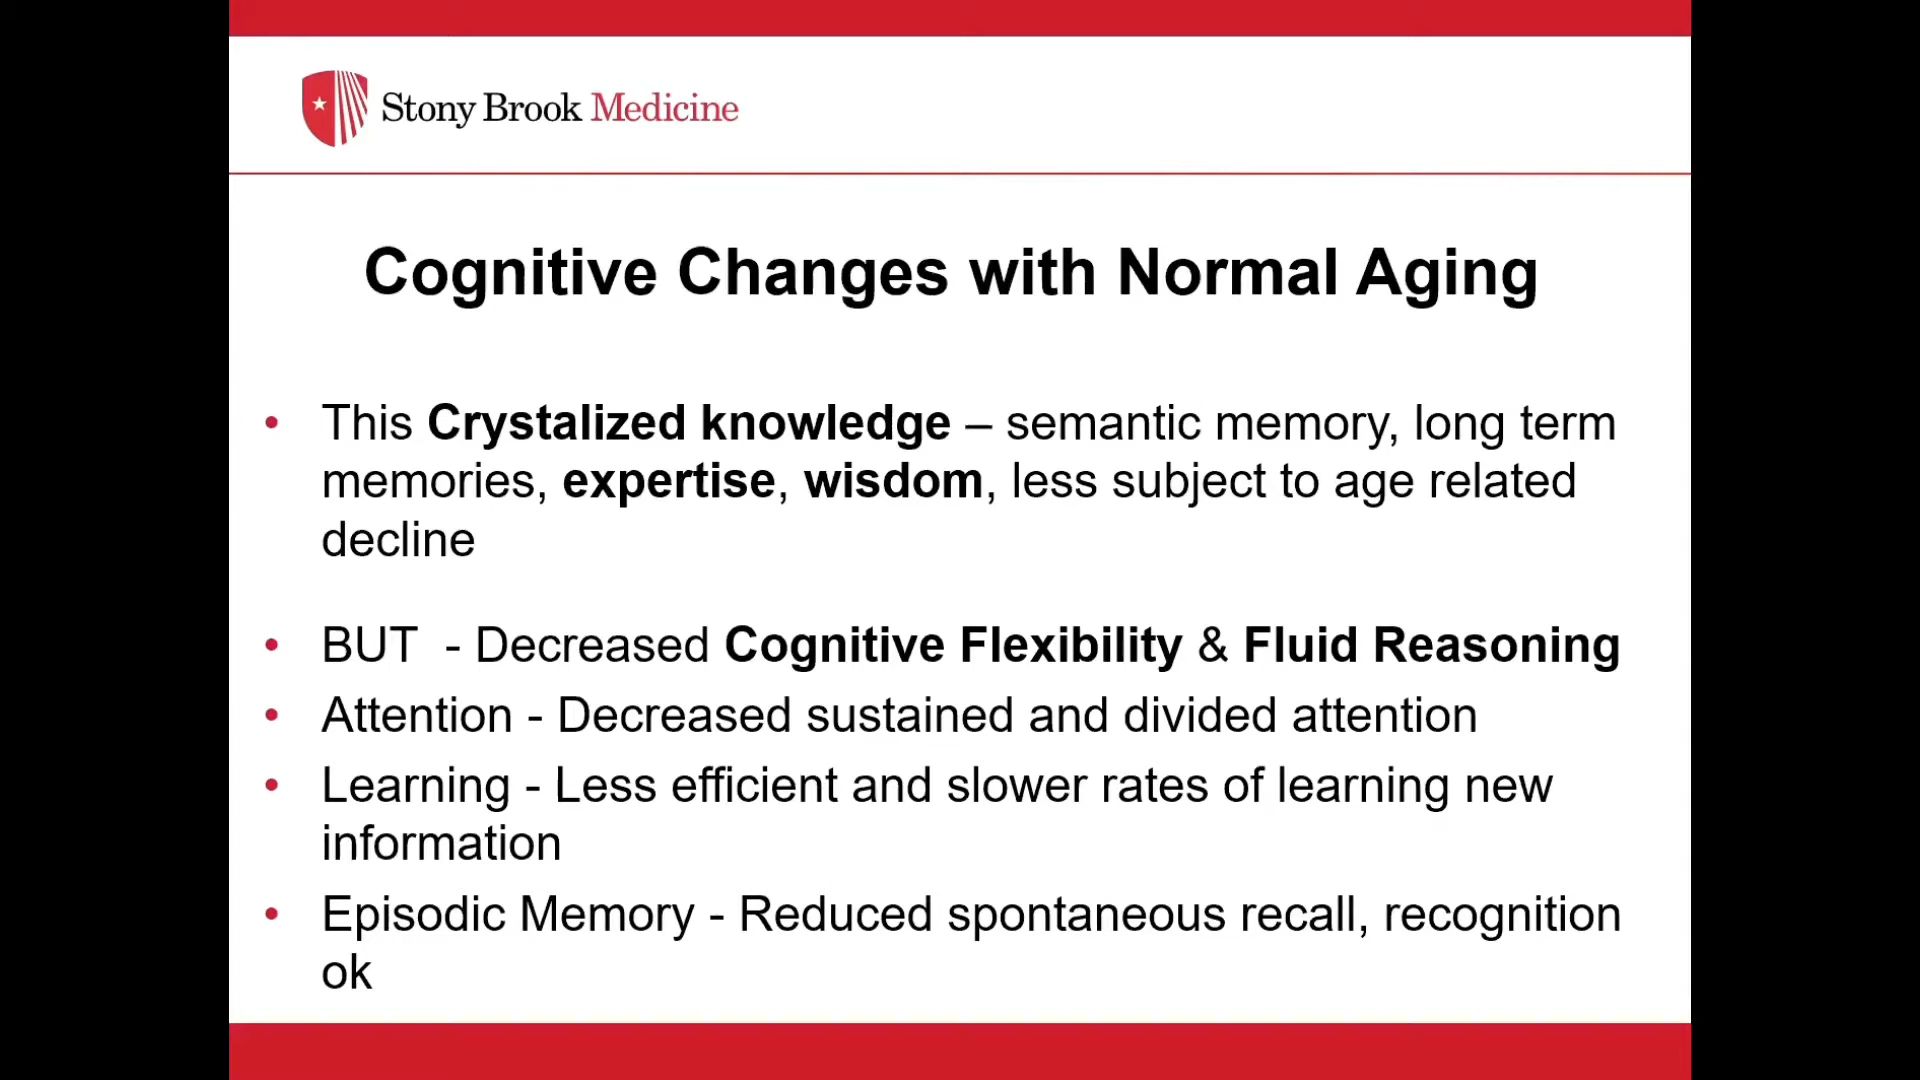 Stony Brook Medicine
Cognitive Changes with Normal Aging
• This Crystalized knowledge – semantic memory, long term
memories, expertise, wisdom, less subject to age related
decline
• BUT  - Decreased Cognitive Flexibility & Fluid Reasoning
• Attention - Decreased sustained and divided attention
• Learning - Less efficient and slower rates of learning new
information
• Episodic Memory - Reduced spontaneous recall, recognition
ok